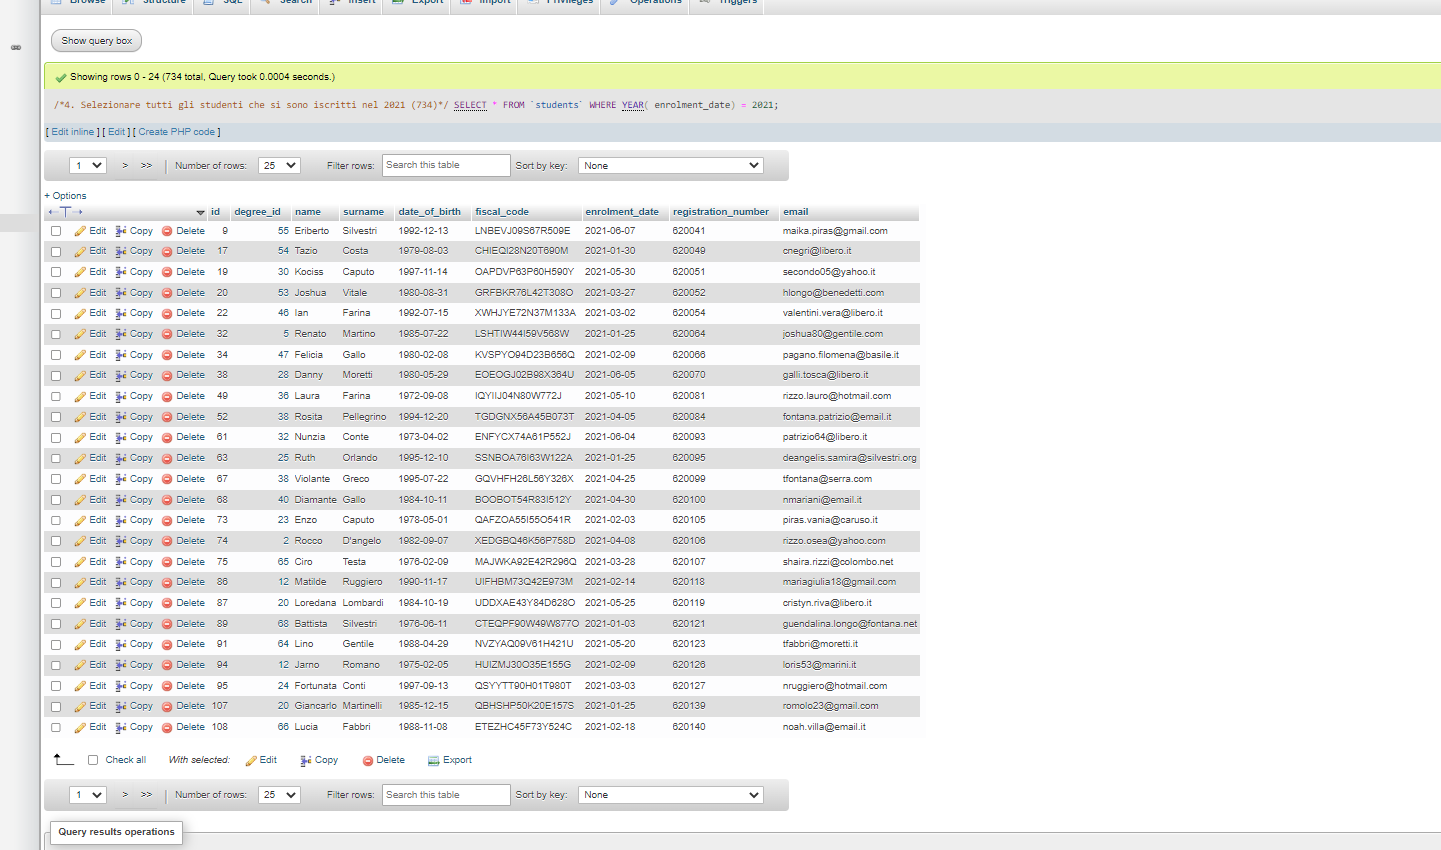 Browse Structure SQL Search Insert Export Import Privileges Operations Triggers
Show query box
Showing rows 0 - 24 (734 total, Query took 0.0004 seconds.)
/*4. Selezionare tutti gli studenti che si sono iscritti nel 2021 (734)*/ SELECT * FROM `students` WHERE YEAR( enrolment_date) = 2021;
[ Edit inline ] [ Edit ] [ Create PHP code ]
1 > >> Number of rows: 25 Filter rows: Search this table Sort by key: None
+ Options
←T→ id degree_id name surname date_of_birth fiscal_code enrolment_date registration_number email
Edit Copy Delete 9 55 Eriberto Silvestri 1992-12-13 LNBEVJ09S67R509E 2021-06-07 620041 maika.piras@gmail.com
Edit Copy Delete 17 54 Tazio Costa 1979-08-03 CHIEQI28N20T690M 2021-01-30 620049 cnegri@libero.it
Edit Copy Delete 19 30 Kociss Caputo 1997-11-14 OAPDVP63P60H590Y 2021-05-30 620051 secondo05@yahoo.it
Edit Copy Delete 20 53 Joshua Vitale 1980-08-31 GRFBKR76L42T308O 2021-03-27 620052 hlongo@benedetti.com
Edit Copy Delete 22 46 Ian Farina 1992-07-15 XWHJYE72N37M133A 2021-03-02 620054 valentini.vera@libero.it
Edit Copy Delete 32 5 Renato Martino 1985-07-22 LSHTIW44I59V568W 2021-01-25 620064 joshua80@gentile.com
Edit Copy Delete 34 47 Felicia Gallo 1980-02-08 KVSPYO94D23B656Q 2021-02-09 620066 pagano.filomena@basile.it
Edit Copy Delete 38 28 Danny Moretti 1980-05-29 EOEOGJ02B98X364U 2021-06-05 620070 galli.tosca@libero.it
Edit Copy Delete 49 36 Laura Farina 1972-09-08 IQYIIJ04N80W772J 2021-05-10 620081 rizzo.lauro@hotmail.com
Edit Copy Delete 52 38 Rosita Pellegrino 1994-12-20 TGDGNX56A45B073T 2021-04-05 620084 fontana.patrizio@email.it
Edit Copy Delete 61 32 Nunzia Conte 1973-04-02 ENFYCX74A61P552J 2021-06-04 620093 patrizio64@libero.it
Edit Copy Delete 63 25 Ruth Orlando 1995-12-10 SSNBOA76I63W122A 2021-01-25 620095 deangelis.samira@silvestri.org
Edit Copy Delete 67 38 Violante Greco 1995-07-22 GQVHFH26L56Y326X 2021-04-25 620099 tfontana@serra.com
Edit Copy Delete 68 40 Diamante Gallo 1984-10-11 BOOBOT54R83I512Y 2021-04-30 620100 nmariani@email.it
Edit Copy Delete 73 23 Enzo Caputo 1978-05-01 QAFZOA55I55O541R 2021-02-03 620105 piras.vania@caruso.it
Edit Copy Delete 74 2 Rocco D'angelo 1982-09-07 XEDGBQ46K56P758D 2021-04-08 620106 rizzo.osea@yahoo.com
Edit Copy Delete 75 65 Ciro Testa 1976-02-09 MAJWKA92E42R296Q 2021-03-28 620107 shaira.rizzi@colombo.net
Edit Copy Delete 86 12 Matilde Ruggiero 1990-11-17 UIFHBM73Q42E973M 2021-02-14 620118 mariagiulia18@gmail.com
Edit Copy Delete 87 20 Loredana Lombardi 1984-10-19 UDDXAE43Y84D628O 2021-05-25 620119 cristyn.riva@libero.it
Edit Copy Delete 89 68 Battista Silvestri 1976-06-11 CTEQPF90W49W877O 2021-01-03 620121 guendalina.longo@fontana.net
Edit Copy Delete 91 64 Lino Gentile 1988-04-29 NVZYAQ09V61H421U 2021-05-20 620123 tfabbri@moretti.it
Edit Copy Delete 94 12 Jarno Romano 1975-02-05 HUIZMJ30O35E155G 2021-02-09 620126 loris53@marini.it
Edit Copy Delete 95 24 Fortunata Conti 1997-09-13 QSYYTT90H01T980T 2021-03-03 620127 nruggiero@hotmail.com
Edit Copy Delete 107 20 Giancarlo Martinelli 1985-12-15 QBHSHP50K20E157S 2021-01-25 620139 romolo23@gmail.com
Edit Copy Delete 108 66 Lucia Fabbri 1988-11-08 ETEZHC45F73Y524C 2021-02-18 620140 noah.villa@email.it
Check all With selected: Edit Copy Delete Export
1 > >> Number of rows: 25 Filter rows: Search this table Sort by key: None
Query results operations